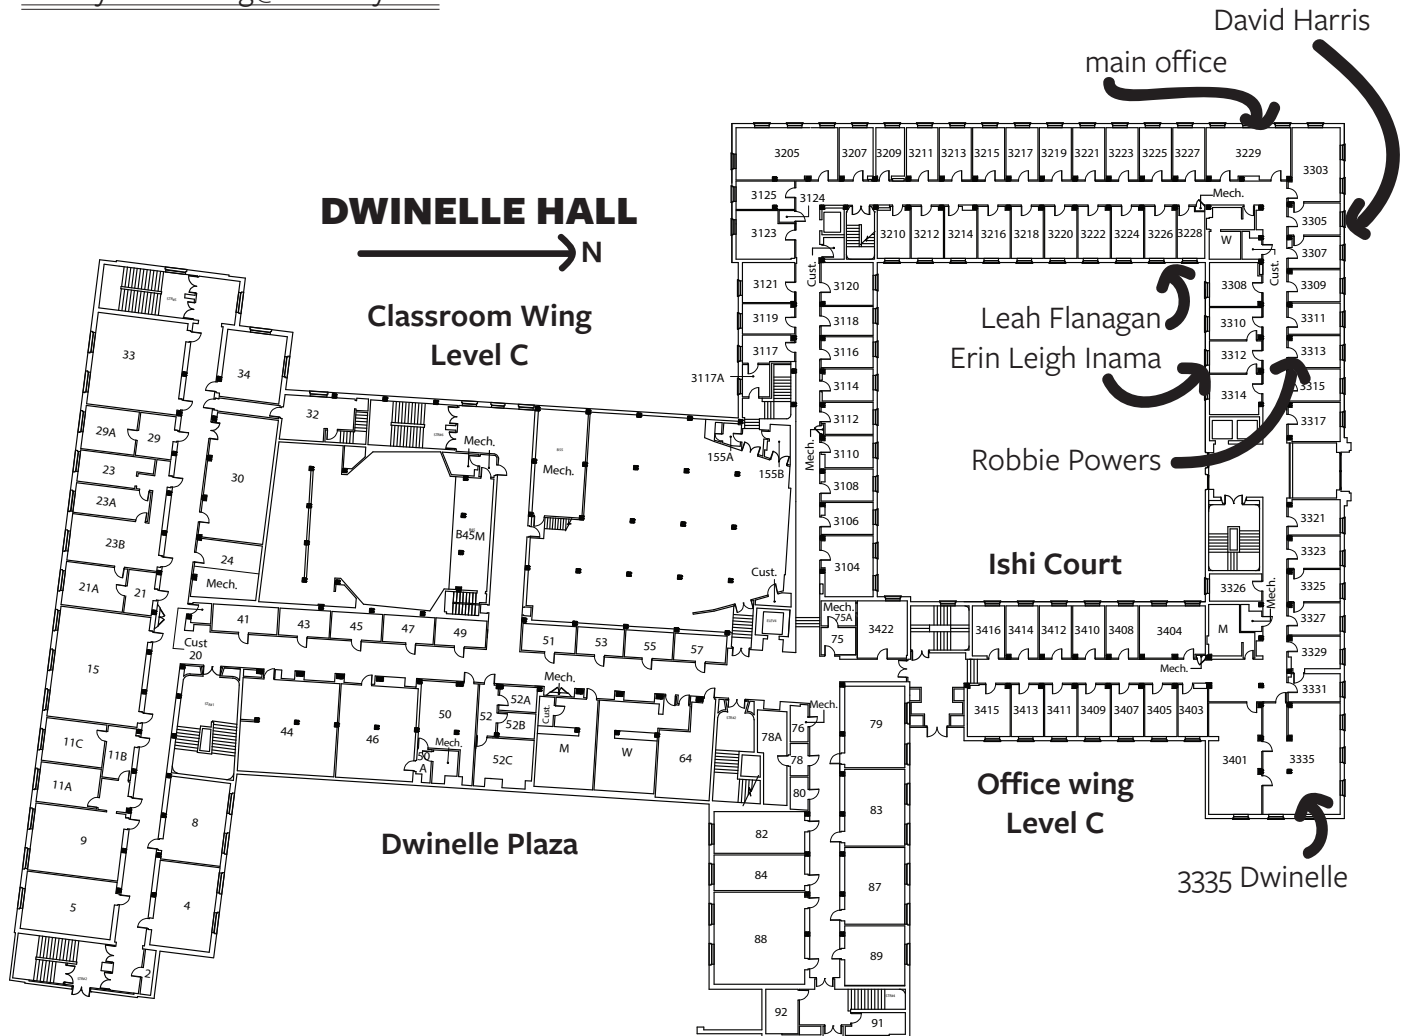 David Harris
main office
DWINELLE HALL
N
Classroom Wing
Level C
Leah Flanagan
Erin Leigh Inama
Robbie Powers
Ishi Court
Office wing
Level C
Dwinelle Plaza
3335 Dwinelle
3205 3207 3209 3211 3213 3215 3217 3219 3221 3223 3225 3227 3229
3303
3125 3124 Mech.
3123 3210 3212 3214 3216 3218 3220 3222 3224 3226 3228 W 3305
3307
Cust. Cust.
3121 3120 3308 3309
3119 3118 3310 3311
3117 3116 3312 3313
3117A 3114 3314 3315
3112 3317
Mech.
3110
3108
3106 3321
3104 3323
3326 3325
Mech.
3327
3329
3331
Mech.
75A
75 3422 3416 3414 3412 3410 3408 3404 M
Mech.
3415 3413 3411 3409 3407 3405 3403
3401 3335
33 34
32
29A 29
23
23A
23B
30
24
Mech.
21A 21
Mech.
Mech.
B45M
155A
155B
Cust.
41 43 45 47 49 51 53 55 57
Cust
20
15
44 46 50
Mech.
50
A
52 52A
52B
52C
Mech.
Cust.
M W 64
78A 76
Mech.
78
80
79
11C 11B
11A
9 8
5 4
2
82 83
84
87
88 89
92 91